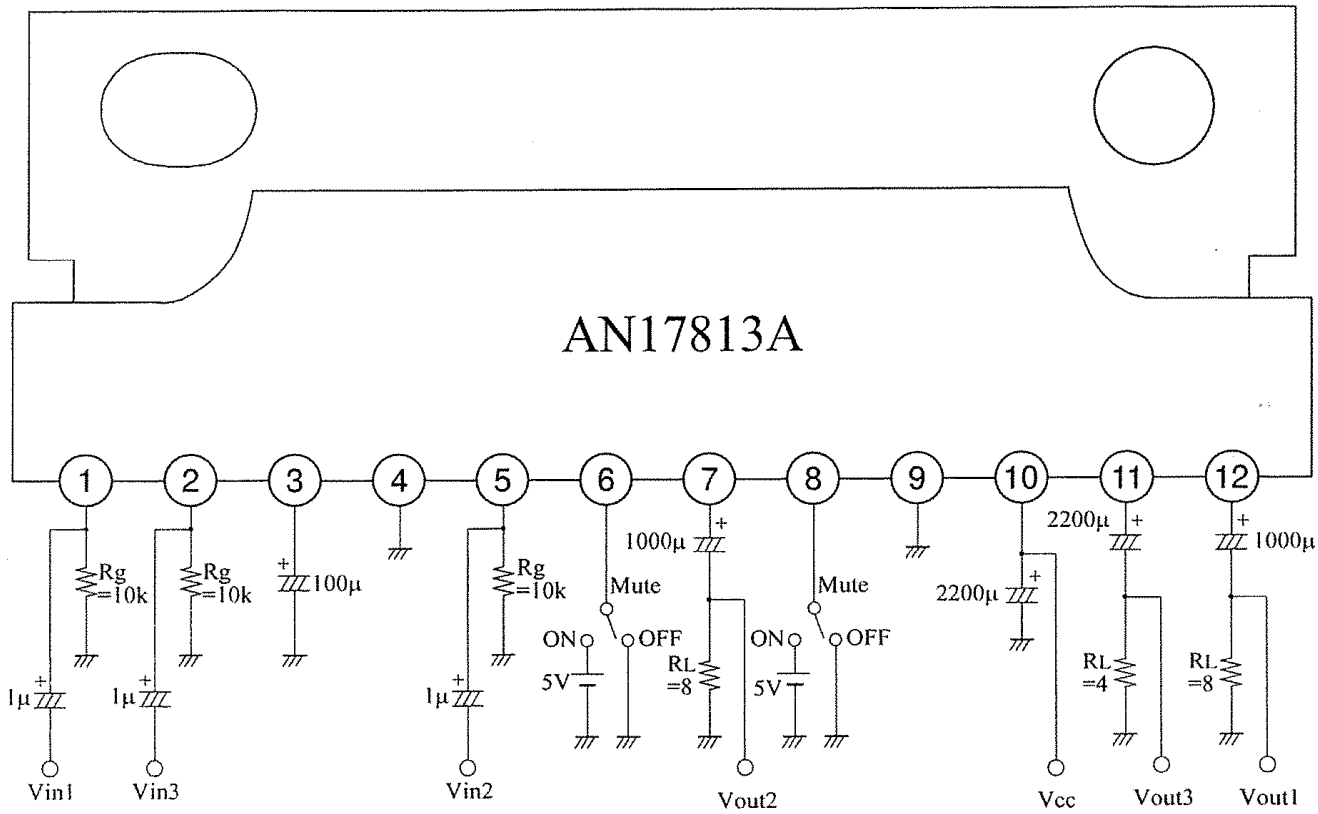 AN17813A
1 2 3 4 5 6 7 8 9 10 11 12
2200μ +
+ + 1000μ
1000μ +
Rg
=10k
Rg
=10k
+
100μ
Rg
=10k
Mute
Mute
2200μ +
ON OFF
ON OFF
5V
5V
RL
=8
RL
=4
RL
=8
+
1μ
+
1μ
+
1μ
Vin1 Vin3 Vin2 Vout2 Vcc Vout3 Vout1